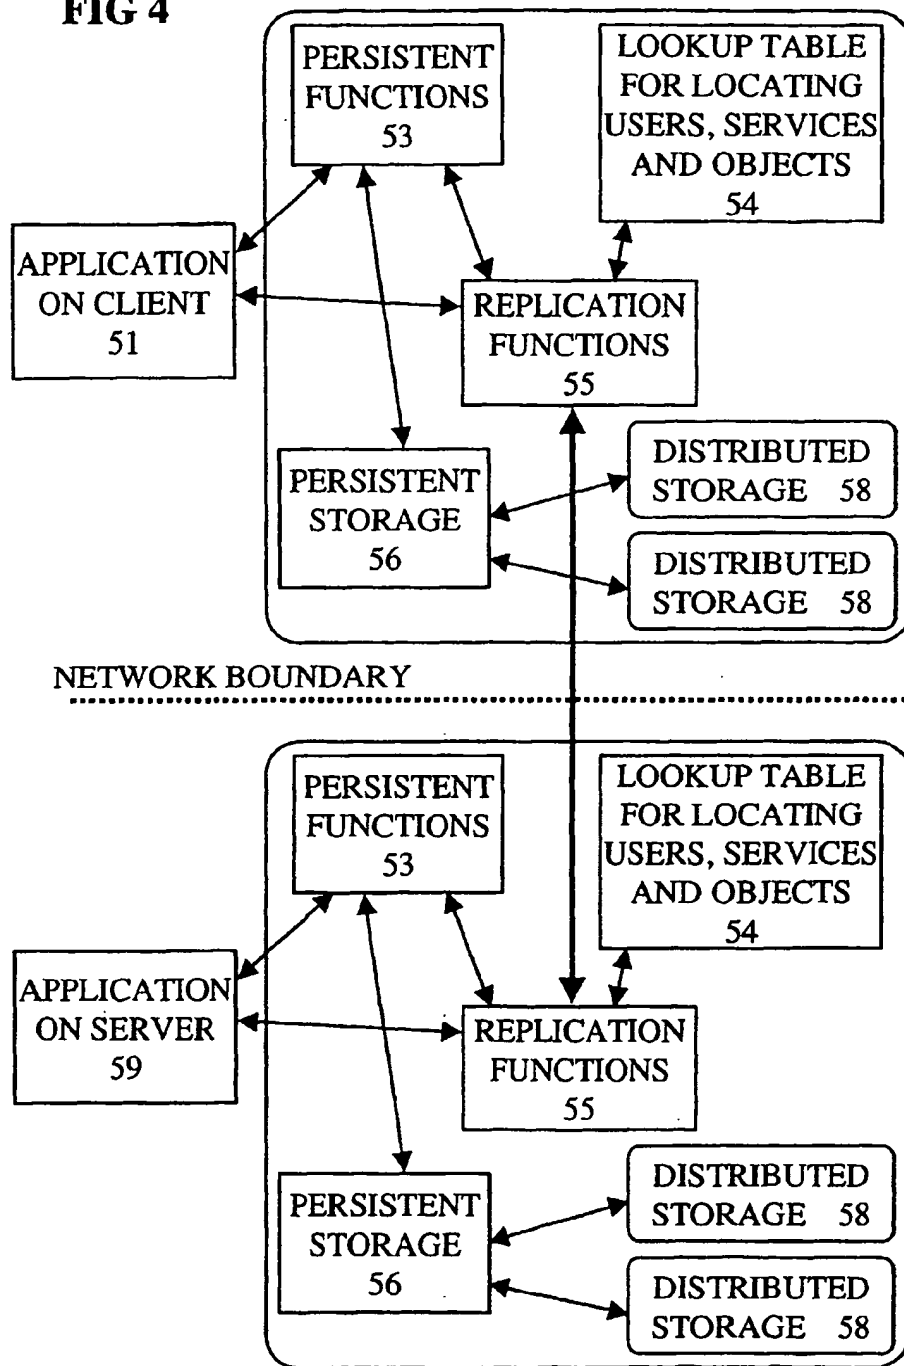 FIG 4
PERSISTENT
FUNCTIONS
53
LOOKUP TABLE
FOR LOCATING
USERS, SERVICES
AND OBJECTS
54
APPLICATION
ON CLIENT
51
REPLICATION
FUNCTIONS
55
PERSISTENT
STORAGE
56
DISTRIBUTED
STORAGE 58
DISTRIBUTED
STORAGE 58
NETWORK BOUNDARY
PERSISTENT
FUNCTIONS
53
LOOKUP TABLE
FOR LOCATING
USERS, SERVICES
AND OBJECTS
54
APPLICATION
ON SERVER
59
REPLICATION
FUNCTIONS
55
PERSISTENT
STORAGE
56
DISTRIBUTED
STORAGE 58
DISTRIBUTED
STORAGE 58